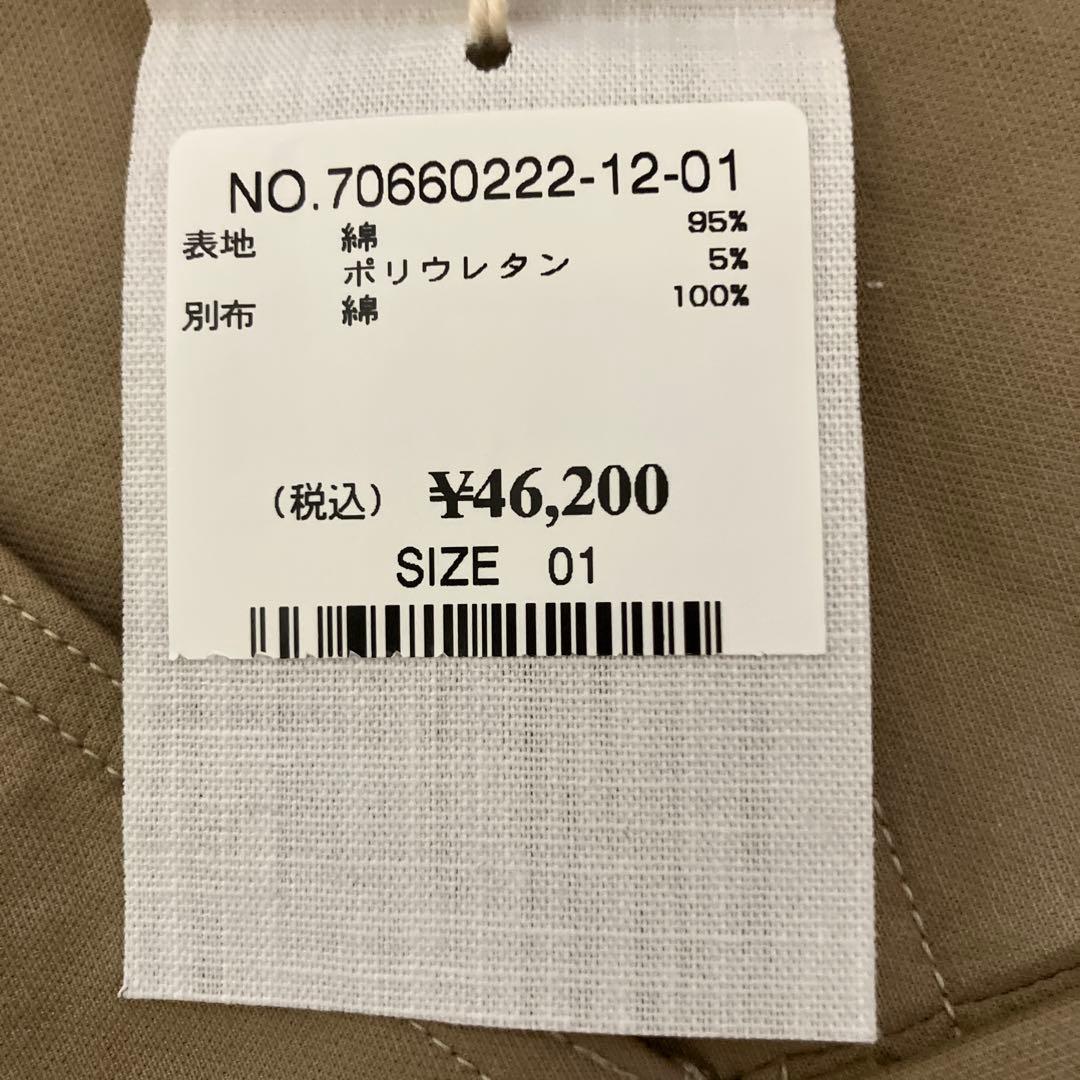 NO.70660222-12-01
表地 綿 95%
ポリウレタン 5%
別布 綿 100%
(税込) ¥46,200
SIZE 01